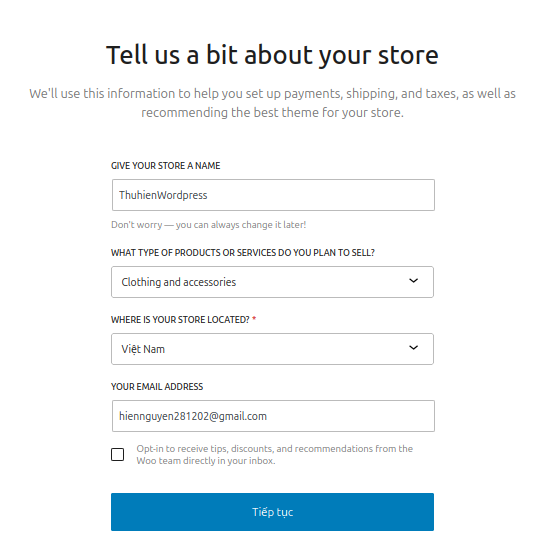 Tell us a bit about your store
We'll use this information to help you set up payments, shipping, and taxes, as well as
recommending the best theme for your store.
GIVE YOUR STORE A NAME
ThuhienWordpress
Don't worry — you can always change it later!
WHAT TYPE OF PRODUCTS OR SERVICES DO YOU PLAN TO SELL?
Clothing and accessories
WHERE IS YOUR STORE LOCATED? *
Việt Nam
YOUR EMAIL ADDRESS
hiennguyen281202@gmail.com
Opt-in to receive tips, discounts, and recommendations from the
Woo team directly in your inbox.
Tiếp tục